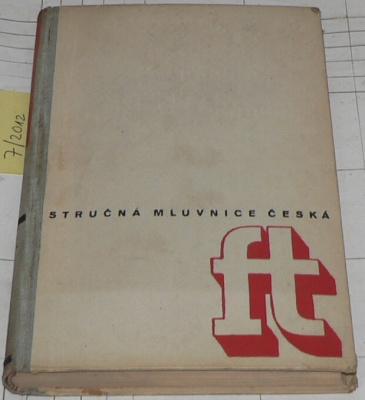 7/2012
STRUČNÁ MLUVNICE ČESKÁ
ft